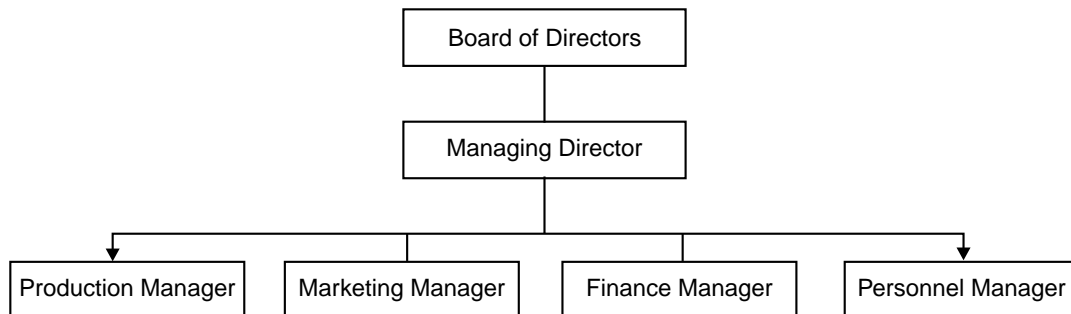 Board of Directors
Managing Director
Production Manager
Marketing Manager
Finance Manager
Personnel Manager